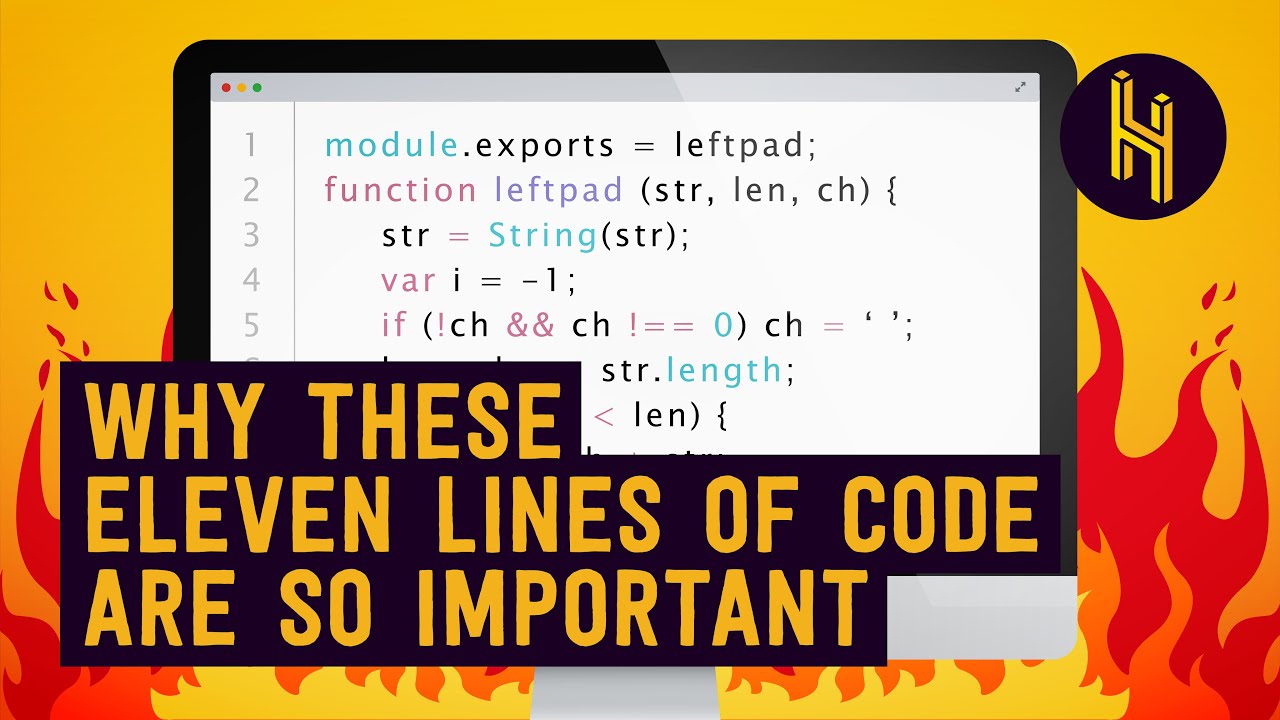 1 module.exports = leftpad;
2 function leftpad (str, len, ch) {
3 str = String(str);
4 var i = -1;
5 if (!ch && ch !== 0) ch = ‘ ’;
str.length;
< len) {
WHY THESE
ELEVEN LINES OF CODE
ARE SO IMPORTANT